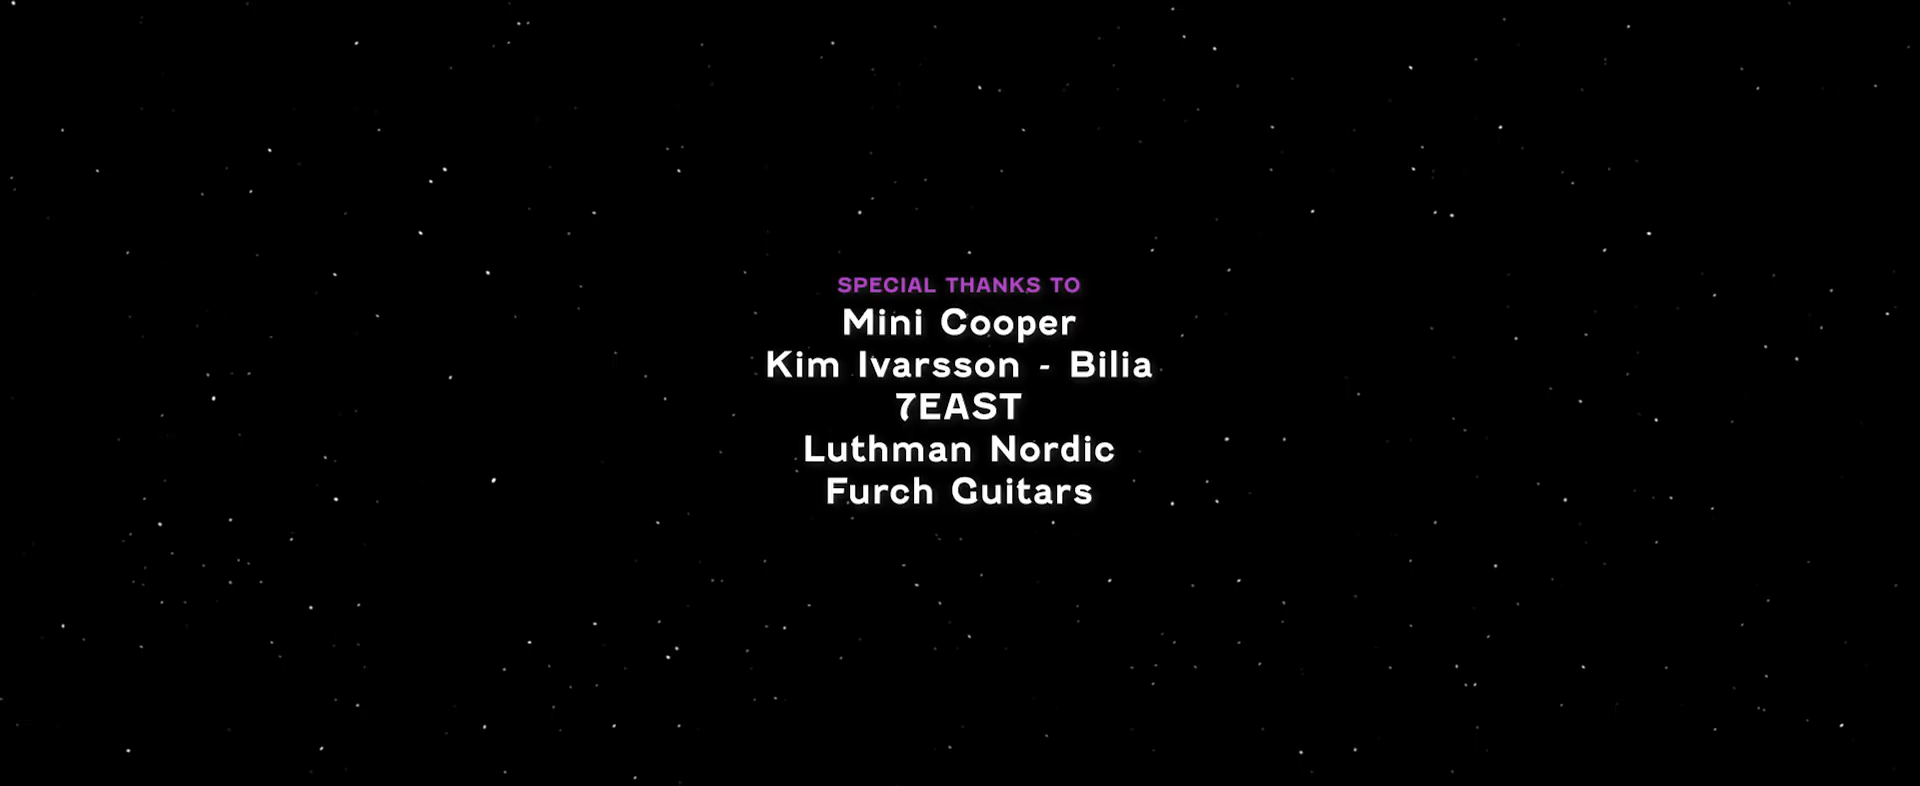 SPECIAL THANKS TO
Mini Cooper
Kim Ivarsson - Bilia
7EAST
Luthman Nordic
Furch Guitars